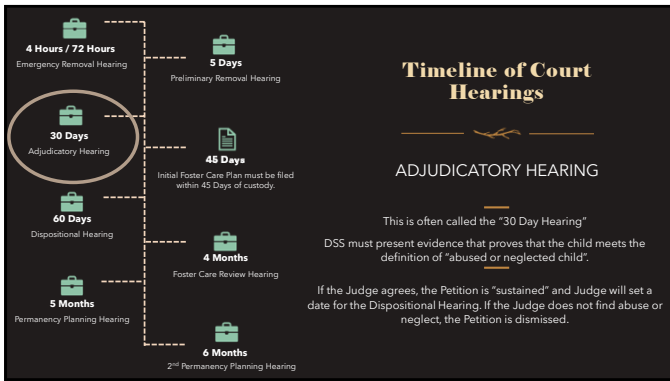 4 Hours / 72 Hours
Emergency Removal Hearing
5 Days
Preliminary Removal Hearing
30 Days
Adjudicatory Hearing
45 Days
Initial Foster Care Plan must be filed
within 45 Days of custody.
60 Days
Dispositional Hearing
4 Months
Foster Care Review Hearing
5 Months
Permanency Planning Hearing
6 Months
2nd Permanency Planning Hearing
Timeline of Court
Hearings
ADJUDICATORY HEARING
This is often called the “30 Day Hearing”
DSS must present evidence that proves that the child meets the
definition of “abused or neglected child”.
If the Judge agrees, the Petition is “sustained” and Judge will set a
date for the Dispositional Hearing. If the Judge does not find abuse or
neglect, the Petition is dismissed.